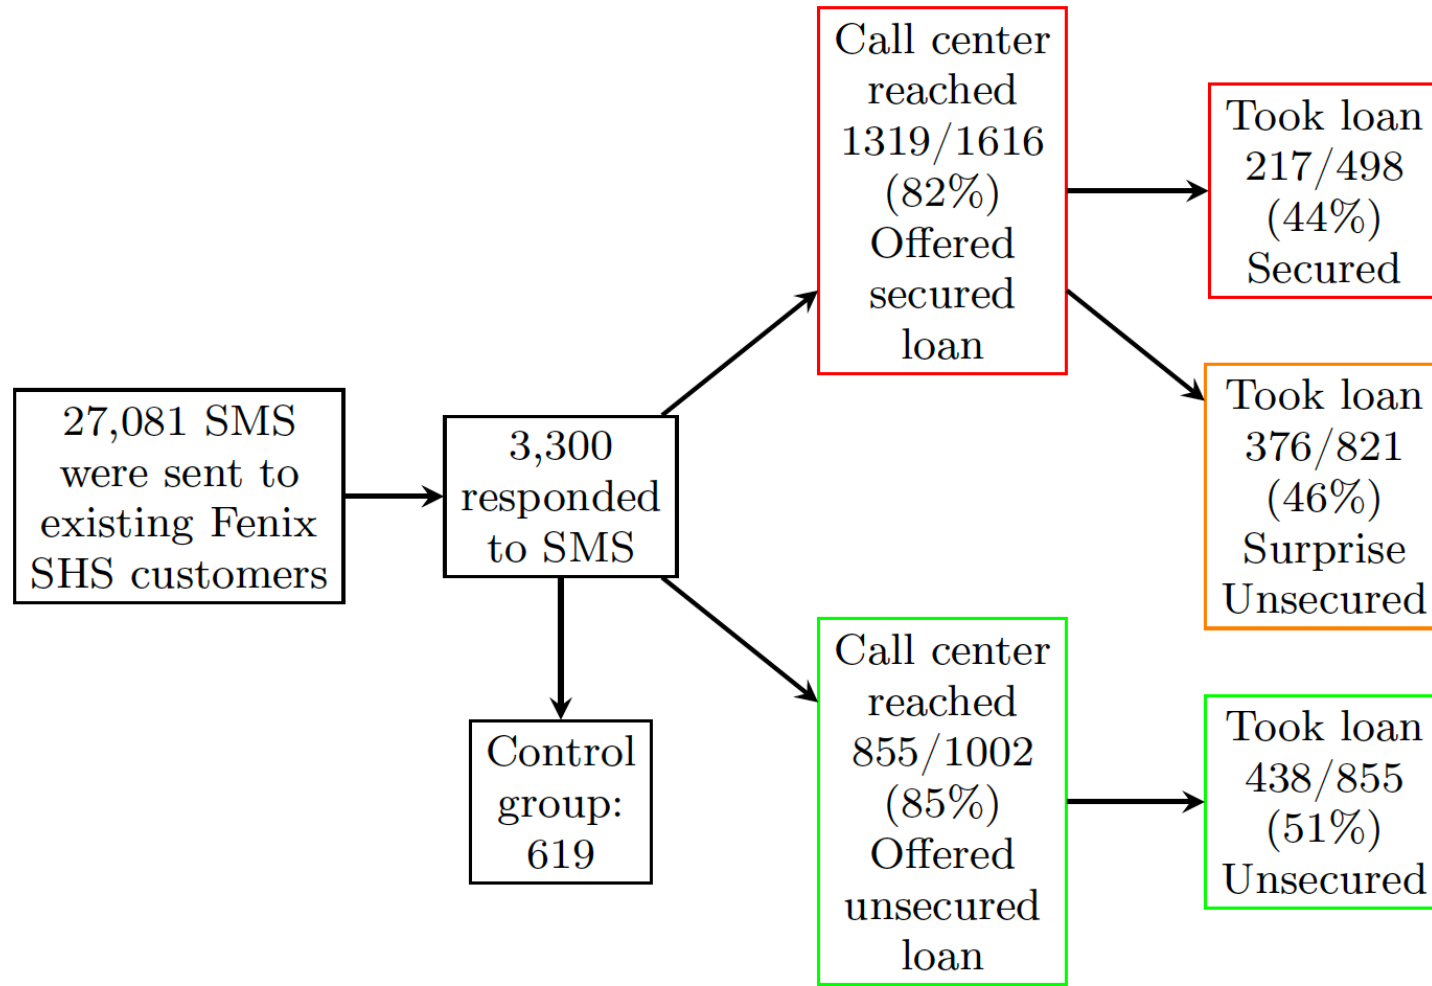 27,081 SMS
were sent to
existing Fenix
SHS customers
3,300
responded
to SMS
Control
group:
619
Call center
reached
1319/1616
(82%)
Offered
secured
loan
Call center
reached
855/1002
(85%)
Offered
unsecured
loan
Took loan
217/498
(44%)
Secured
Took loan
376/821
(46%)
Surprise
Unsecured
Took loan
438/855
(51%)
Unsecured